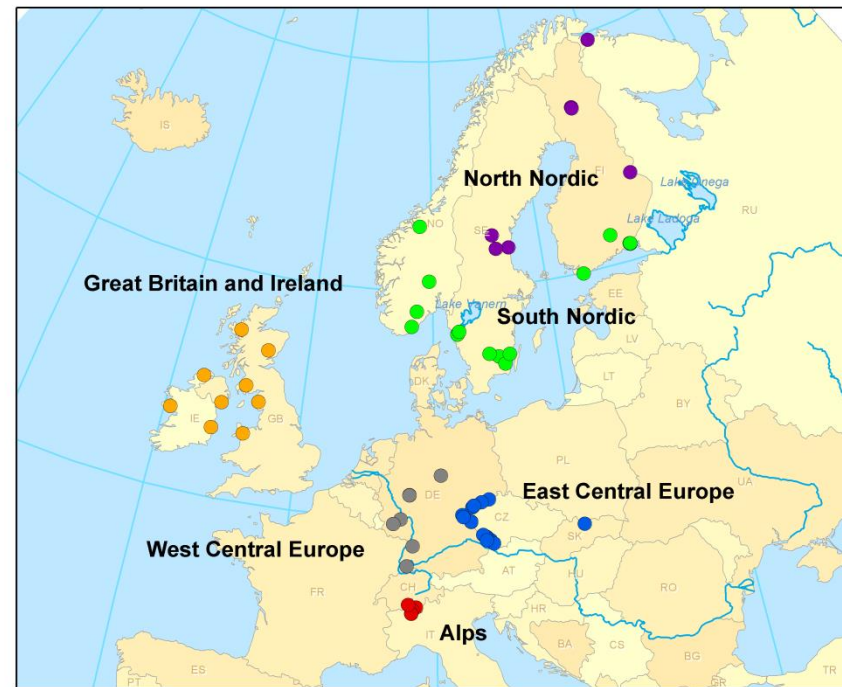 IS
North Nordic
NO
SE
FI
Lake Onega
Lake Ladoga
RU
Great Britain and Ireland
Lake Vanern
South Nordic
EE
LV
LT
DK
BY
IE
GB
PL
DE
East Central Europe
UA
CZ
SK
West Central Europe
FR
CH
AT
HU
RO
HR
IT
Alps
BA
CS
BG
ES
PT
GR
TR